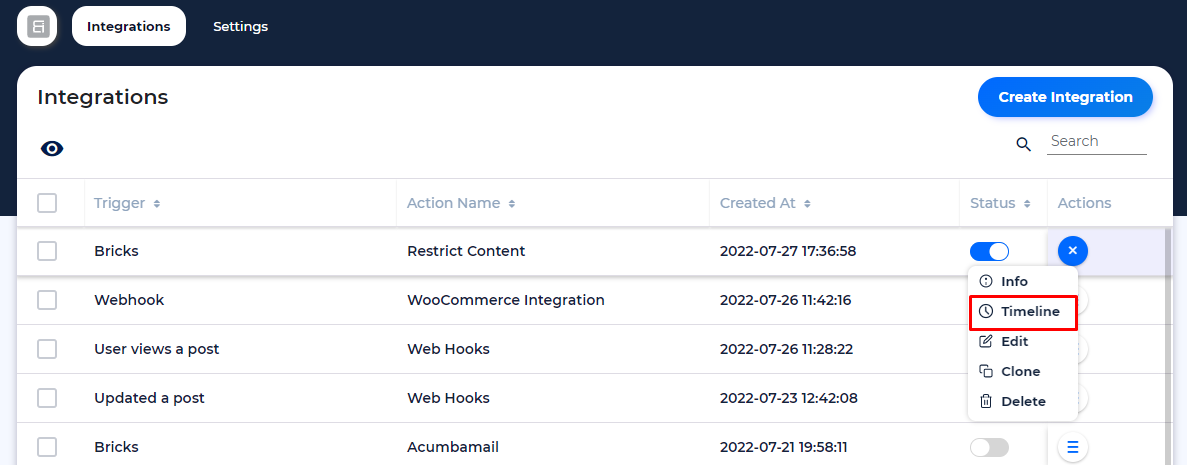 Integrations Settings
Integrations Create Integration
Search
Trigger Action Name Created At Status Actions
Bricks Restrict Content 2022-07-27 17:36:58
Info
Webhook WooCommerce Integration 2022-07-26 11:42:16
Timeline
Edit
User views a post Web Hooks 2022-07-26 11:28:22
Clone
Updated a post Web Hooks 2022-07-23 12:42:08
Delete
Bricks Acumbamail 2022-07-21 19:58:11